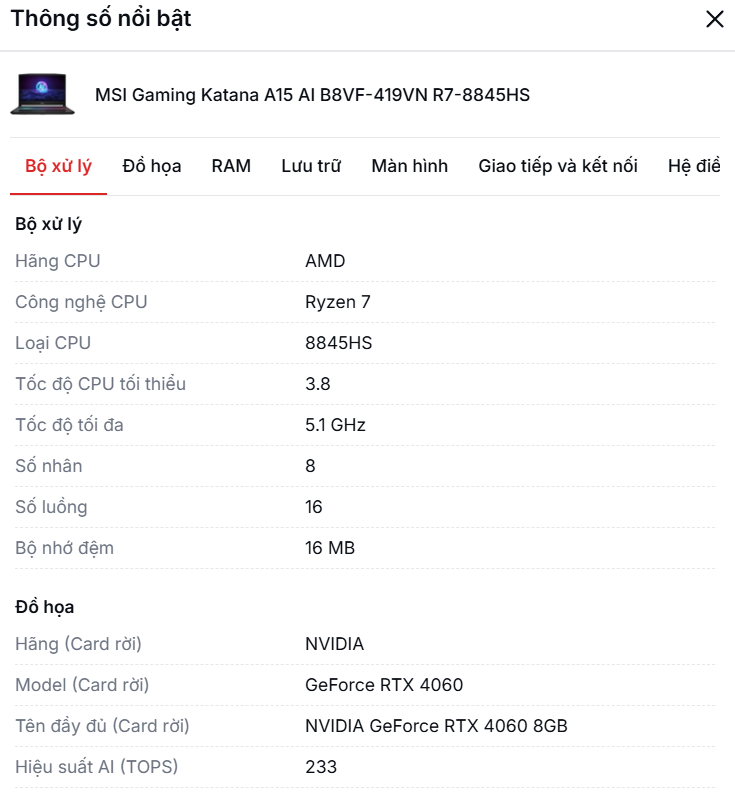 Thông số nổi bật
MSI Gaming Katana A15 AI B8VF-419VN R7-8845HS
Bộ xử lý Đồ họa RAM Lưu trữ Màn hình Giao tiếp và kết nối Hệ điề
Bộ xử lý
Hãng CPU AMD
Công nghệ CPU Ryzen 7
Loại CPU 8845HS
Tốc độ CPU tối thiểu 3.8
Tốc độ tối đa 5.1 GHz
Số nhân 8
Số luồng 16
Bộ nhớ đệm 16 MB
Đồ họa
Hãng (Card rời) NVIDIA
Model (Card rời) GeForce RTX 4060
Tên đầy đủ (Card rời) NVIDIA GeForce RTX 4060 8GB
Hiệu suất AI (TOPS) 233